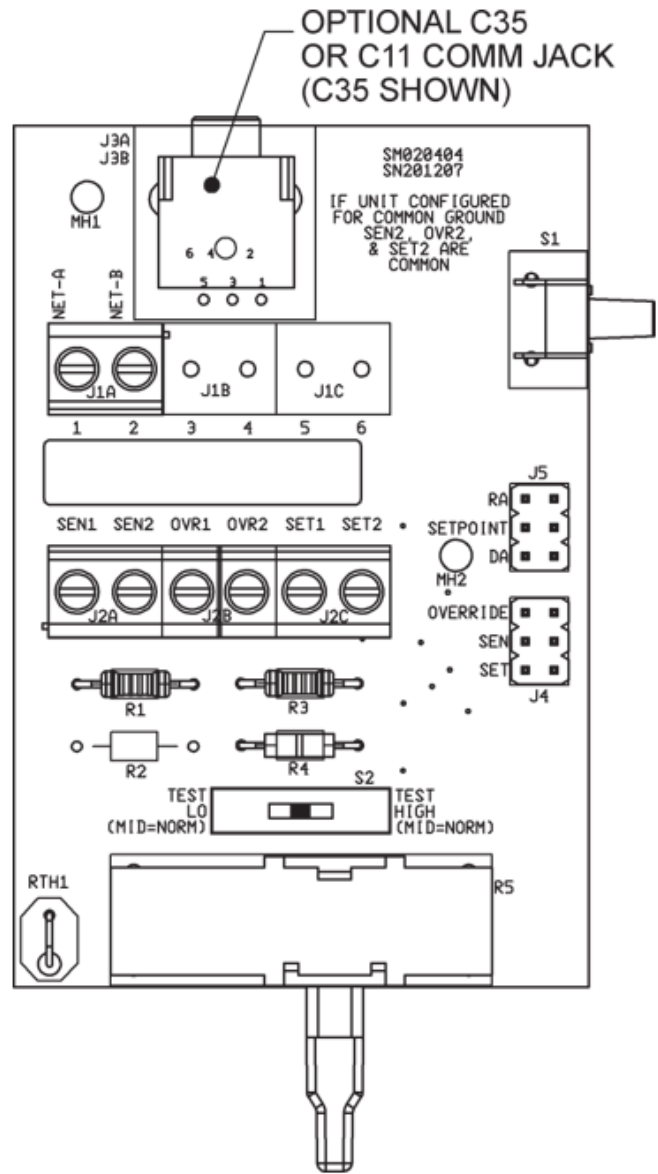 OPTIONAL C35
OR C11 COMM JACK
(C35 SHOWN)
J3A
J3B
MH1
SM020404
SN201207
IF UNIT CONFIGURED
FOR COMMON GROUND
SEN2, OVR2,
& SET2 ARE
COMMON
S1
6 4 2
5 3 1
NET-A
NET-B
J1A
J1B
J1C
1 2 3 4 5 6
SEN1 SEN2 OVR1 OVR2 SET1 SET2
J2A
J2B
J2C
J5
RA
SETPOINT
DA
MH2
OVERRIDE
SEN
SET
J4
R1
R3
R2
R4
S2
TEST
LO
(MID=NORM)
TEST
HIGH
(MID=NORM)
RTH1
R5